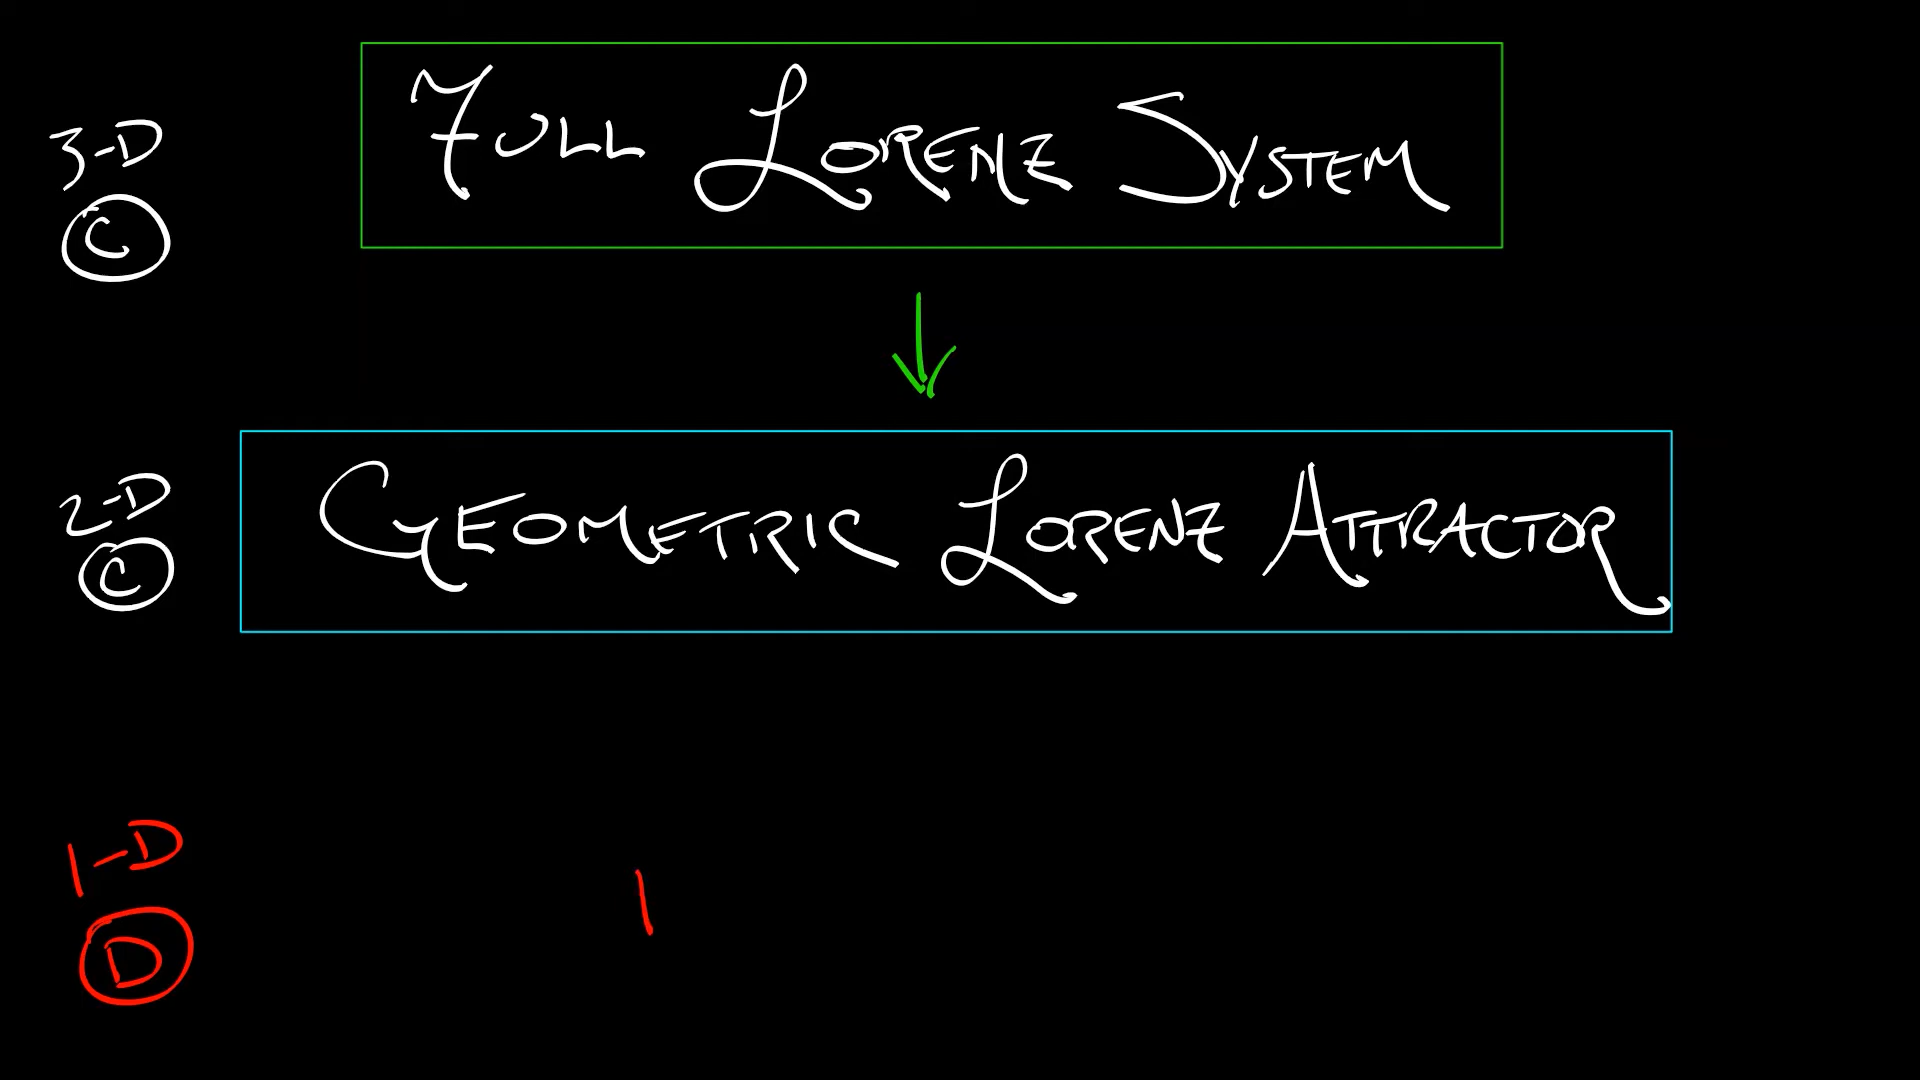 3-D
FULL LORENZ SYSTEM
C
2-D
GEOMETRIC LORENZ ATTRACTOR
C
1-D
D